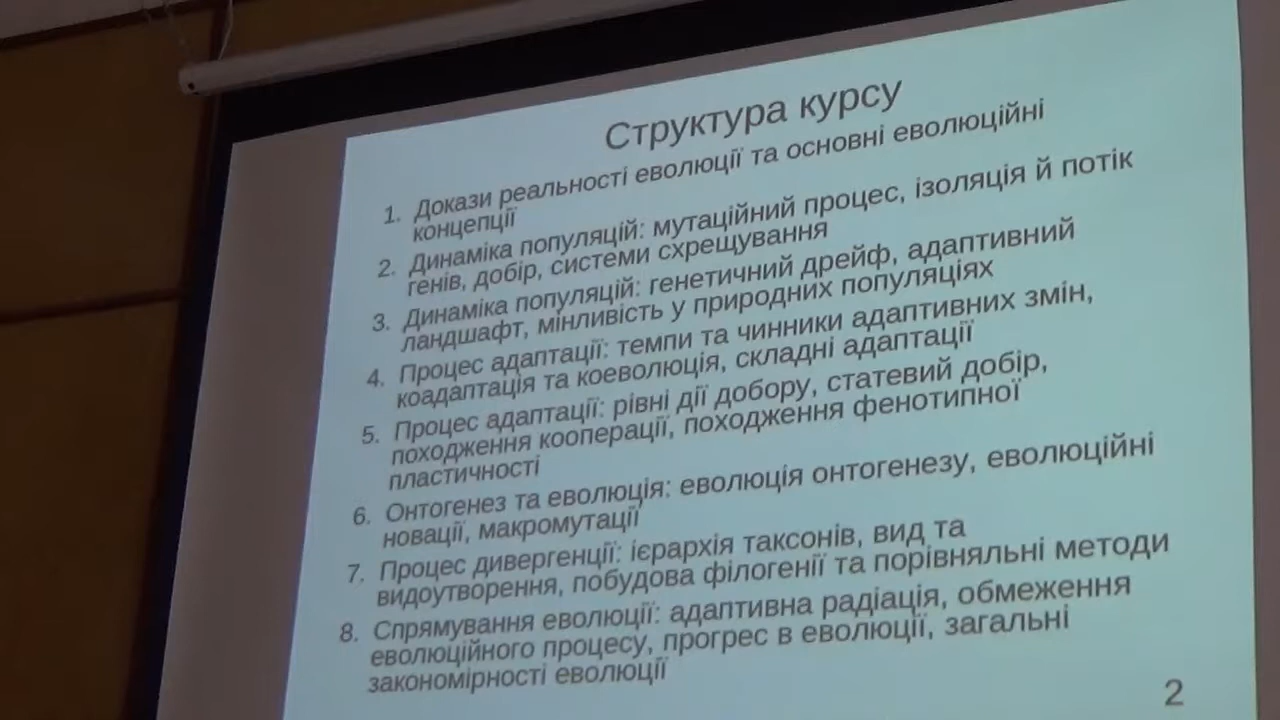 Структура курсу
1. Докази реальності еволюції та основні еволюційні
концепції
2. Динаміка популяцій: мутаційний процес, ізоляція й потік
генів, добір, системи схрещування
3. Динаміка популяцій: генетичний дрейф, адаптивний
ландшафт, мінливість у природних популяціях
4. Процес адаптації: темпи та чинники адаптивних змін,
коадаптація та коеволюція, складні адаптації
5. Процес адаптації: рівні дії добору, статевий добір,
походження кооперації, походження фенотипної
пластичності
6. Онтогенез та еволюція: еволюція онтогенезу, еволюційні
новації, макромутації
7. Процес дивергенції: ієрархія таксонів, вид та
видоутворення, побудова філогенії та порівняльні методи
8. Спрямування еволюції: адаптивна радіація, обмеження
еволюційного процесу, прогрес в еволюції, загальні
закономірності еволюції
2